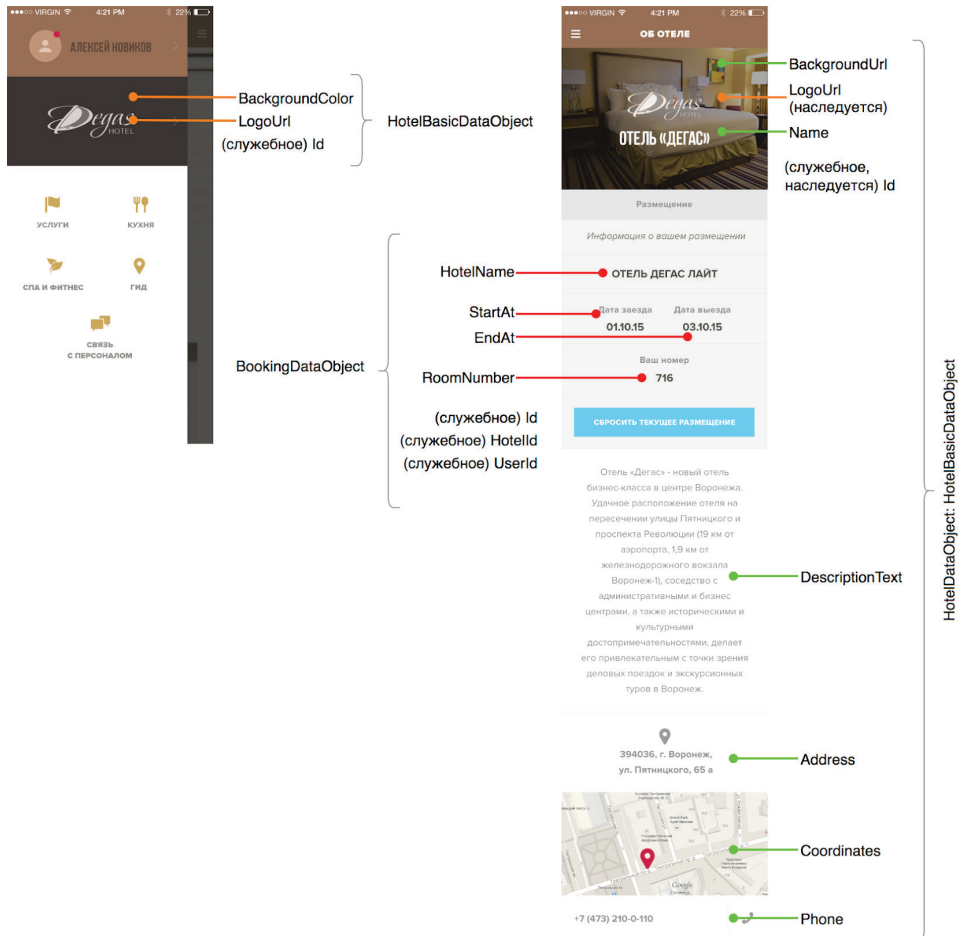 VIRGIN 4:21 PM 22%
АЛЕКСЕЙ НОВИКОВ
Degas
HOTEL
УСЛУГИ
КУХНЯ
СПА И ФИТНЕС
ГИД
СВЯЗЬ
С ПЕРСОНАЛОМ
BackgroundColor
LogoUrl
(служебное) Id
HotelBasicDataObject
BookingDataObject
HotelName
StartAt
EndAt
RoomNumber
(служебное) Id
(служебное) HotelId
(служебное) UserId
VIRGIN 4:21 PM 22%
ОБ ОТЕЛЕ
Degas
HOTEL
ОТЕЛЬ «ДЕГАС»
Размещение
Информация о вашем размещении
ОТЕЛЬ ДЕГАС ЛАЙТ
Дата заезда Дата выезда
01.10.15 03.10.15
Ваш номер
716
СБРОСИТЬ ТЕКУЩЕЕ РАЗМЕЩЕНИЕ
Отель «Дегас» - новый отель
бизнес-класса в центре Воронежа.
Удачное расположение отеля на
пересечении улицы Пятницкого и
проспекта Революции (19 км от
аэропорта, 1,9 км от
железнодорожного вокзала
Воронеж-1), соседство с
административными и бизнес
центрами, а также историческими и
культурными
достопримечательностями, делает
его привлекательным с точки зрения
деловых поездок и экскурсионных
туров в Воронеж.
394036, г. Воронеж,
ул. Пятницкого, 65 а
Google
+7 (473) 210-0-110
BackgroundUrl
LogoUrl
(наследуется)
Name
(служебное,
наследуется) Id
DescriptionText
Address
Coordinates
Phone
HotelDataObject: HotelBasicDataObject